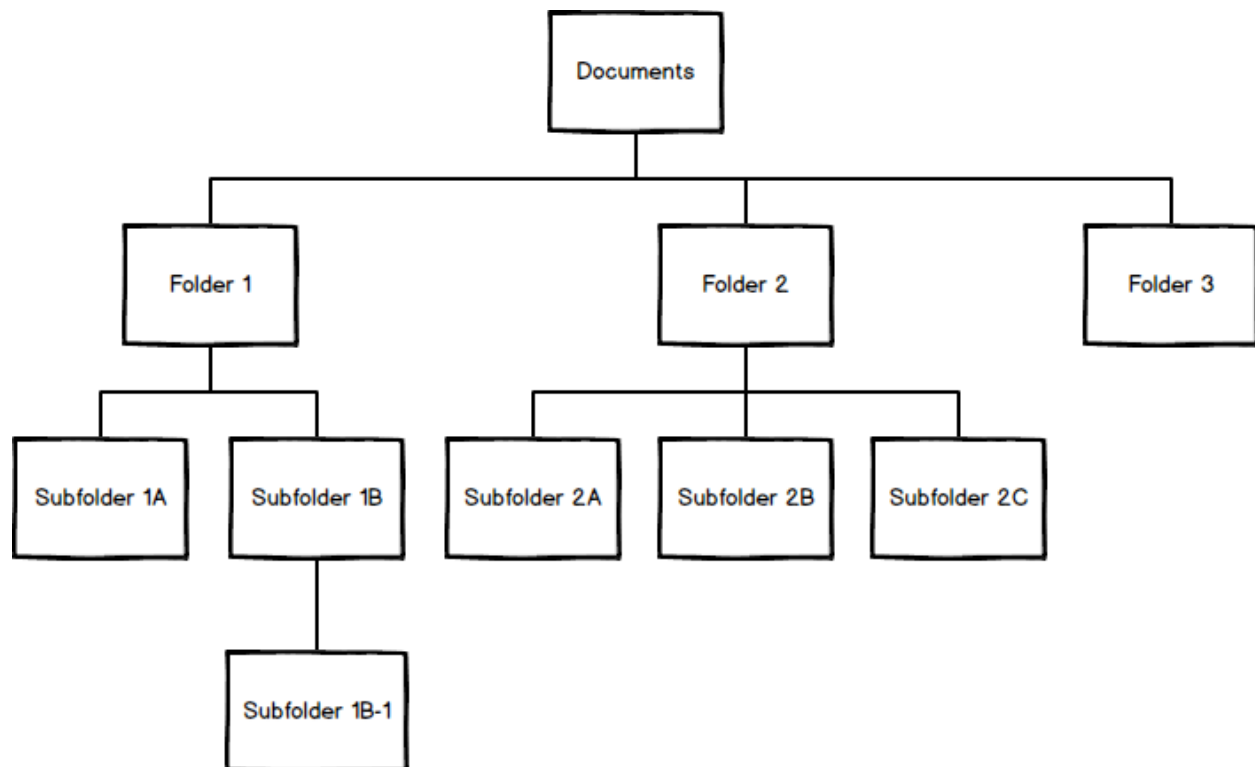 Documents
Folder 1
Folder 2
Folder 3
Subfolder 1A
Subfolder 1B
Subfolder 2A
Subfolder 2B
Subfolder 2C
Subfolder 1B-1